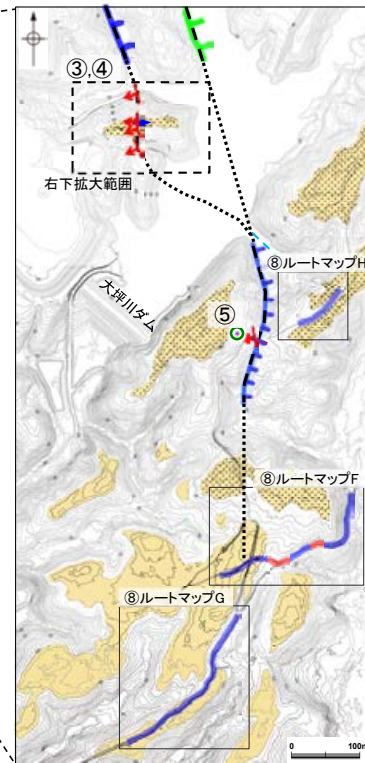 ③,④
右下拡大範囲
⑧ルートマップH
大坪川ダム
⑤
⑧ルートマップF
⑧ルートマップG
0 100m